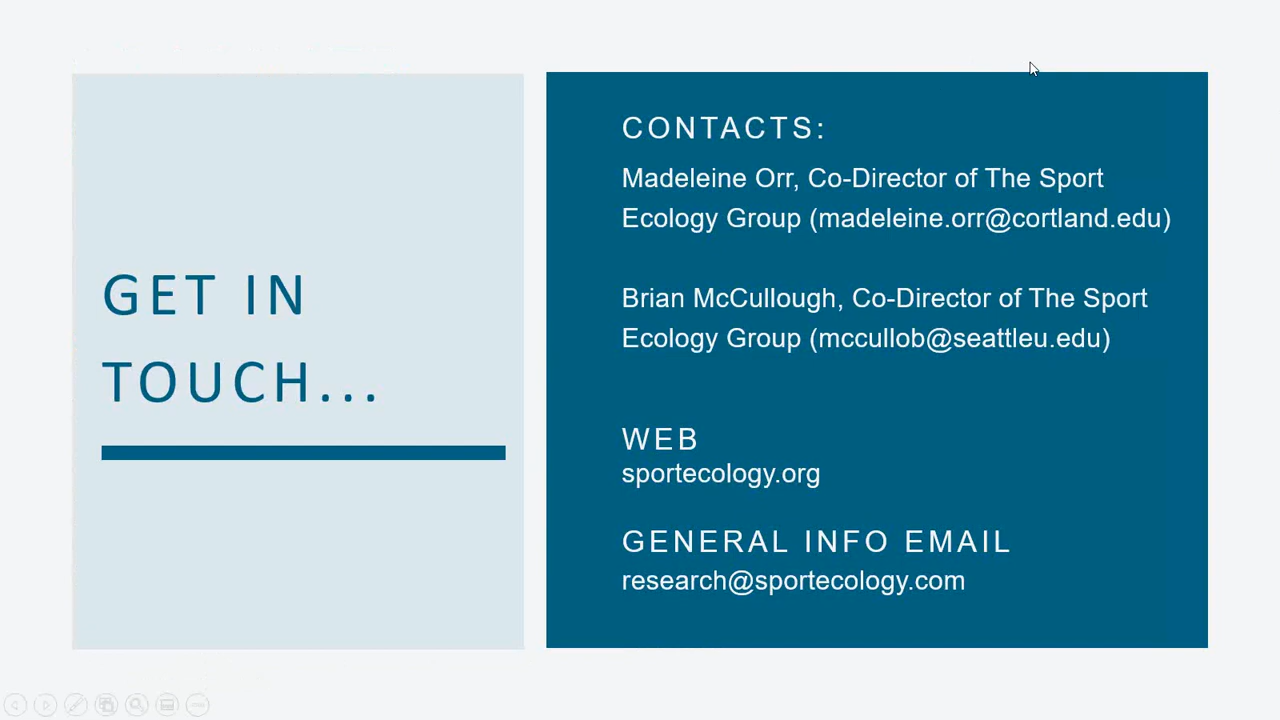 GET IN
TOUCH...
CONTACTS:
Madeleine Orr, Co-Director of The Sport
Ecology Group (madeleine.orr@cortland.edu)
Brian McCullough, Co-Director of The Sport
Ecology Group (mccullob@seattleu.edu)
WEB
sportecology.org
GENERAL INFO EMAIL
research@sportecology.com